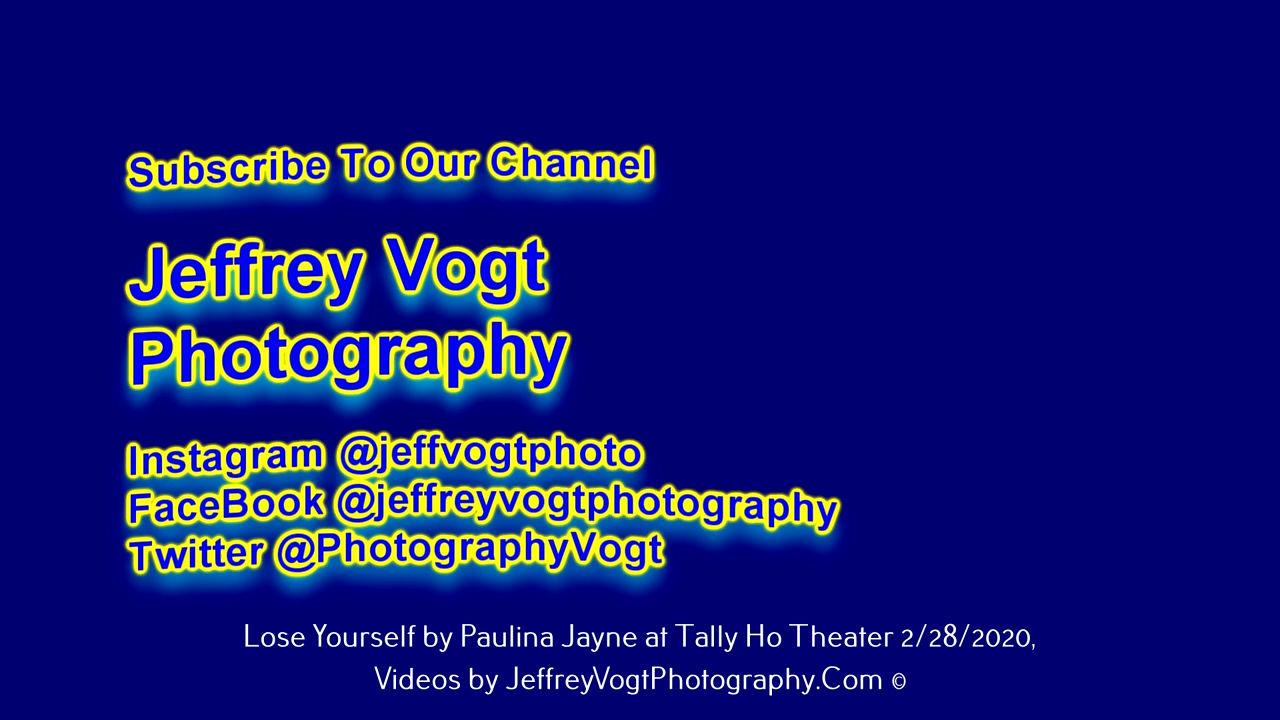 Subscribe To Our Channel
Jeffrey Vogt
Photography
Instagram @jeffvogtphoto
FaceBook @jeffreyvogtphotography
Twitter @PhotographyVogt
Lose Yourself by Paulina Jayne at Tally Ho Theater 2/28/2020,
Videos by JeffreyVogtPhotography.Com ©